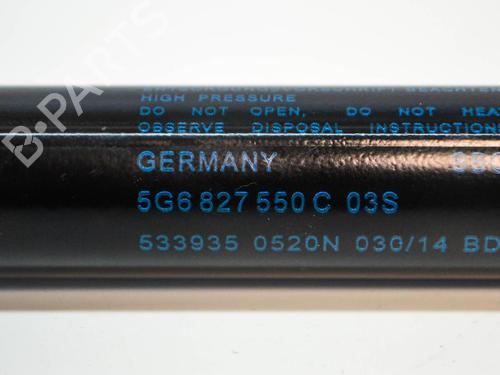 B-PARTS
HIGH PRESSURE
DO NOT OPEN, DO NOT HEA
OBSERVE DISPOSAL INSTRUCTION
GERMANY
5G6 827 550 C 03S
533935 0520N 030/14 BD